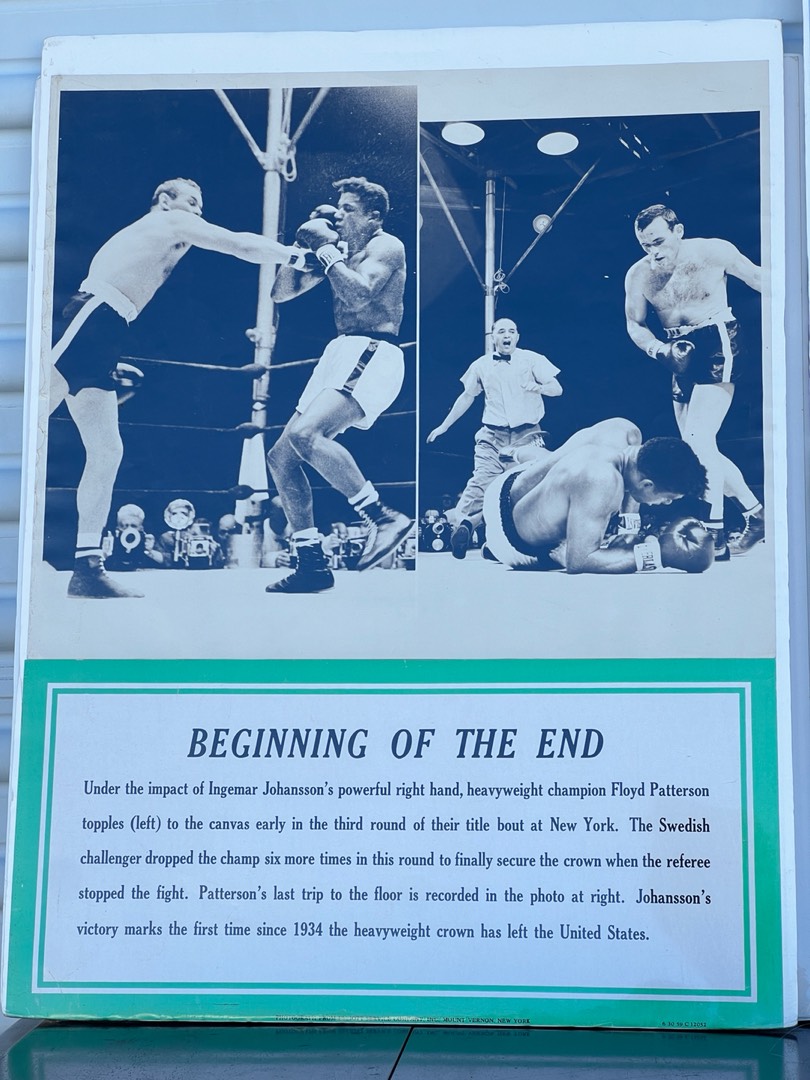 BEGINNING OF THE END
Under the impact of Ingemar Johansson's powerful right hand, heavyweight champion Floyd Patterson
topples (left) to the canvas early in the third round of their title bout at New York. The Swedish
challenger dropped the champ six more times in this round to finally secure the crown when the referee
stopped the fight. Patterson's last trip to the floor is recorded in the photo at right. Johansson's
victory marks the first time since 1934 the heavyweight crown has left the United States.
MOUNT VERNON, NEW YORK